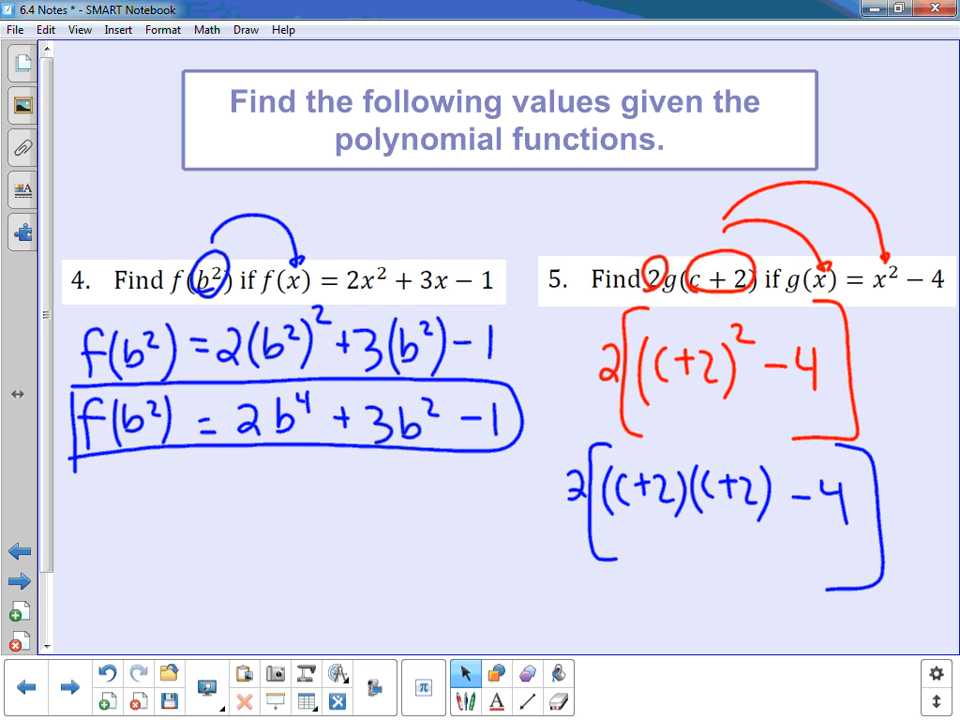 6.4 Notes * - SMART Notebook
File Edit View Insert Format Math Draw Help
Find the following values given the
polynomial functions.
4. Find f(b²) if f(x) = 2x² + 3x − 1
f(b²) = 2(b²)² + 3(b²) − 1
f(b²) = 2b⁴ + 3b² − 1
5. Find 2g(c + 2) if g(x) = x² − 4
2[(c+2)² − 4]
2[(c+2)(c+2) − 4]
π
A